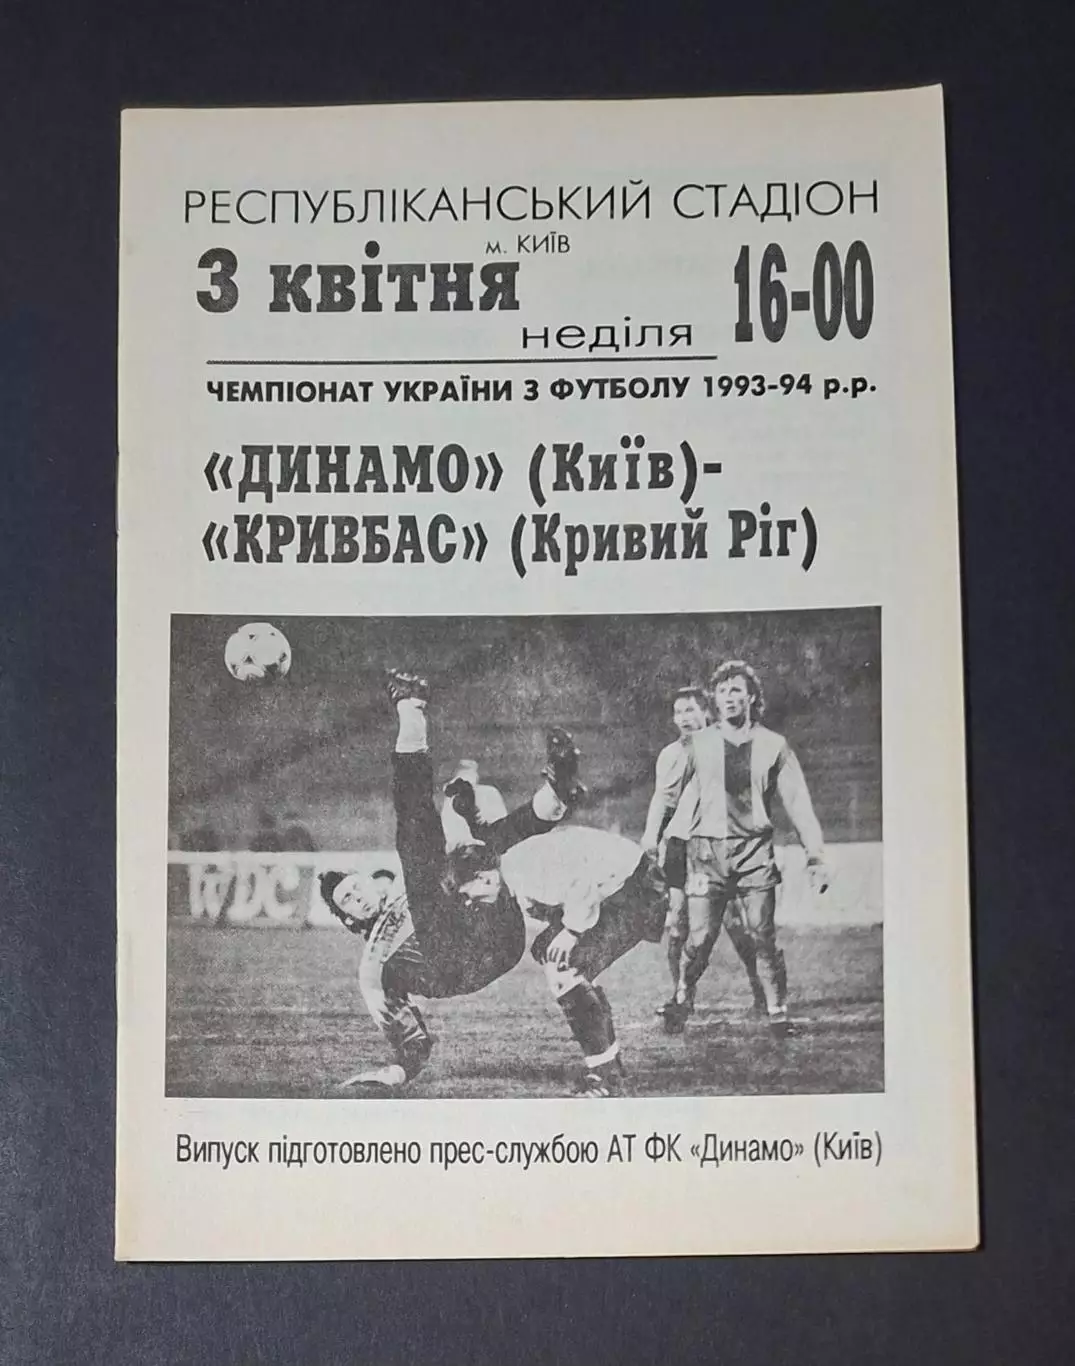 РЕСПУБЛІКАНСЬКИЙ СТАДІОН
м. КИЇВ
3 квітня
неділя
16-00
ЧЕМПІОНАТ УКРАЇНИ З ФУТБОЛУ 1993-94 р.р.
«ДИНАМО» (Київ)-
«КРИВБАС» (Кривий Ріг)
WDC
Випуск підготовлено прес-службою АТ ФК «Динамо» (Київ)